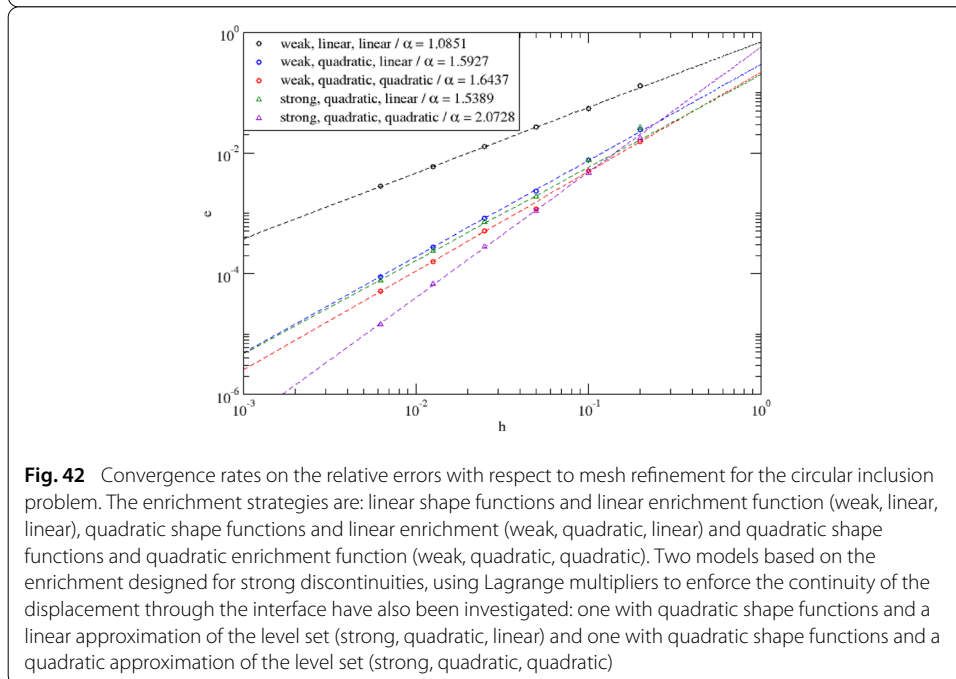 10^0
weak, linear, linear / α = 1.0851
weak, quadratic, linear / α = 1.5927
weak, quadratic, quadratic / α = 1.6437
strong, quadratic, linear / α = 1.5389
strong, quadratic, quadratic / α = 2.0728
10^-2
e
10^-4
10^-6
10^-3
10^-2
10^-1
10^0
h
Fig. 42 Convergence rates on the relative errors with respect to mesh refinement for the circular inclusion
problem. The enrichment strategies are: linear shape functions and linear enrichment function (weak, linear,
linear), quadratic shape functions and linear enrichment (weak, quadratic, linear) and quadratic shape
functions and quadratic enrichment function (weak, quadratic, quadratic). Two models based on the
enrichment designed for strong discontinuities, using Lagrange multipliers to enforce the continuity of the
displacement through the interface have also been investigated: one with quadratic shape functions and a
linear approximation of the level set (strong, quadratic, linear) and one with quadratic shape functions and a
quadratic approximation of the level set (strong, quadratic, quadratic)